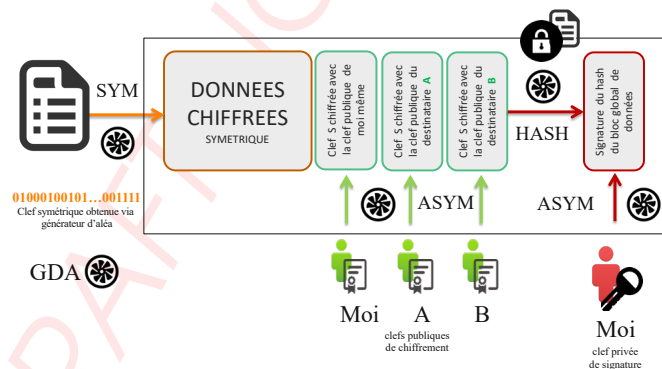 SYM
DONNEES
CHIFFREES
SYMETRIQUE
Clef S chiffrée avec
la clef publique de
moi même
Clef S chiffrée avec
la clef publique du
destinataire A
Clef S chiffrée avec
la clef publique du
destinataire B
HASH
Signature du hash
du bloc global de
données
01000100101…001111
Clef symétrique obtenue via
générateur d'aléa
ASYM
ASYM
GDA
Moi
A
B
clefs publiques
de chiffrement
Moi
clef privée
de signature